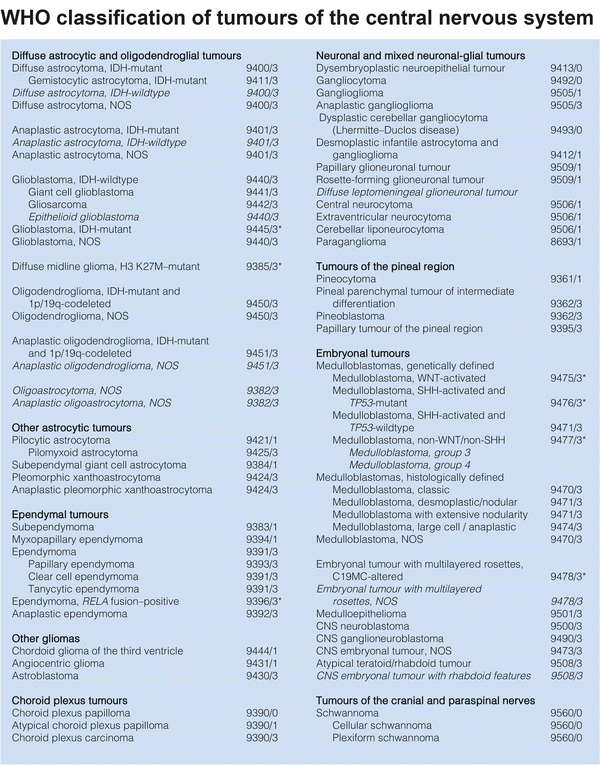 WHO classification of tumours of the central nervous system
Diffuse astrocytic and oligodendroglial tumours
Diffuse astrocytoma, IDH-mutant 9400/3
Gemistocytic astrocytoma, IDH-mutant 9411/3
Diffuse astrocytoma, IDH-wildtype 9400/3
Diffuse astrocytoma, NOS 9400/3
Anaplastic astrocytoma, IDH-mutant 9401/3
Anaplastic astrocytoma, IDH-wildtype 9401/3
Anaplastic astrocytoma, NOS 9401/3
Glioblastoma, IDH-wildtype 9440/3
Giant cell glioblastoma 9441/3
Gliosarcoma 9442/3
Epithelioid glioblastoma 9440/3
Glioblastoma, IDH-mutant 9445/3*
Glioblastoma, NOS 9440/3
Diffuse midline glioma, H3 K27M–mutant 9385/3*
Oligodendroglioma, IDH-mutant and
1p/19q-codeleted 9450/3
Oligodendroglioma, NOS 9450/3
Anaplastic oligodendroglioma, IDH-mutant
and 1p/19q-codeleted 9451/3
Anaplastic oligodendroglioma, NOS 9451/3
Oligoastrocytoma, NOS 9382/3
Anaplastic oligoastrocytoma, NOS 9382/3
Other astrocytic tumours
Pilocytic astrocytoma 9421/1
Pilomyxoid astrocytoma 9425/3
Subependymal giant cell astrocytoma 9384/1
Pleomorphic xanthoastrocytoma 9424/3
Anaplastic pleomorphic xanthoastrocytoma 9424/3
Ependymal tumours
Subependymoma 9383/1
Myxopapillary ependymoma 9394/1
Ependymoma 9391/3
Papillary ependymoma 9393/3
Clear cell ependymoma 9391/3
Tanycytic ependymoma 9391/3
Ependymoma, RELA fusion–positive 9396/3*
Anaplastic ependymoma 9392/3
Other gliomas
Chordoid glioma of the third ventricle 9444/1
Angiocentric glioma 9431/1
Astroblastoma 9430/3
Choroid plexus tumours
Choroid plexus papilloma 9390/0
Atypical choroid plexus papilloma 9390/1
Choroid plexus carcinoma 9390/3
Neuronal and mixed neuronal-glial tumours
Dysembryoplastic neuroepithelial tumour 9413/0
Gangliocytoma 9492/0
Ganglioglioma 9505/1
Anaplastic ganglioglioma 9505/3
Dysplastic cerebellar gangliocytoma
(Lhermitte–Duclos disease) 9493/0
Desmoplastic infantile astrocytoma and
ganglioglioma 9412/1
Papillary glioneuronal tumour 9509/1
Rosette-forming glioneuronal tumour 9509/1
Diffuse leptomeningeal glioneuronal tumour
Central neurocytoma 9506/1
Extraventricular neurocytoma 9506/1
Cerebellar liponeurocytoma 9506/1
Paraganglioma 8693/1
Tumours of the pineal region
Pineocytoma 9361/1
Pineal parenchymal tumour of intermediate
differentiation 9362/3
Pineoblastoma 9362/3
Papillary tumour of the pineal region 9395/3
Embryonal tumours
Medulloblastomas, genetically defined
Medulloblastoma, WNT-activated 9475/3*
Medulloblastoma, SHH-activated and
TP53-mutant 9476/3*
Medulloblastoma, SHH-activated and
TP53-wildtype 9471/3
Medulloblastoma, non-WNT/non-SHH 9477/3*
Medulloblastoma, group 3
Medulloblastoma, group 4
Medulloblastomas, histologically defined
Medulloblastoma, classic 9470/3
Medulloblastoma, desmoplastic/nodular 9471/3
Medulloblastoma with extensive nodularity 9471/3
Medulloblastoma, large cell / anaplastic 9474/3
Medulloblastoma, NOS 9470/3
Embryonal tumour with multilayered rosettes,
C19MC-altered 9478/3*
Embryonal tumour with multilayered
rosettes, NOS 9478/3
Medulloepithelioma 9501/3
CNS neuroblastoma 9500/3
CNS ganglioneuroblastoma 9490/3
CNS embryonal tumour, NOS 9473/3
Atypical teratoid/rhabdoid tumour 9508/3
CNS embryonal tumour with rhabdoid features 9508/3
Tumours of the cranial and paraspinal nerves
Schwannoma 9560/0
Cellular schwannoma 9560/0
Plexiform schwannoma 9560/0